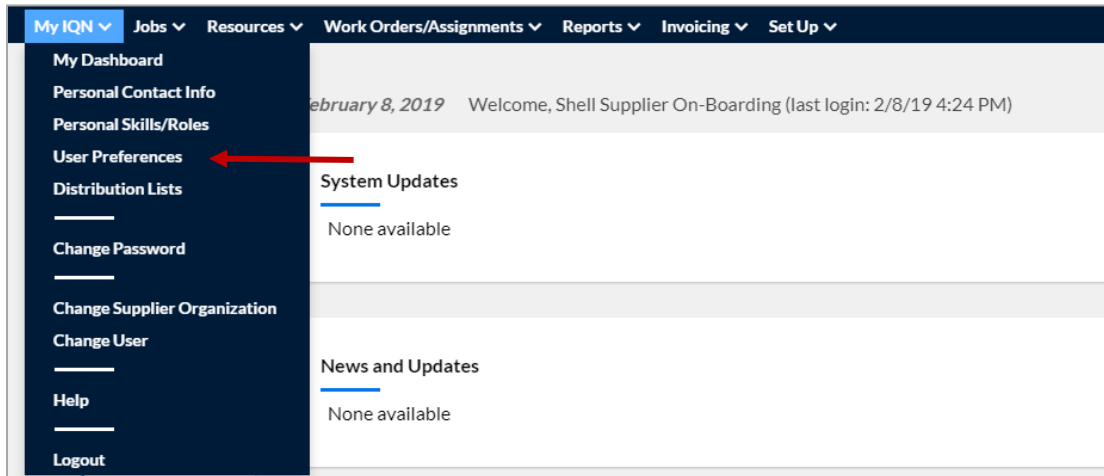 My IQN Jobs Resources Work Orders/Assignments Reports Invoicing Set Up
My Dashboard
Personal Contact Info
Personal Skills/Roles
User Preferences
Distribution Lists
Change Password
Change Supplier Organization
Change User
Help
Logout
ebruary 8, 2019 Welcome, Shell Supplier On-Boarding (last login: 2/8/19 4:24 PM)
System Updates
None available
News and Updates
None available